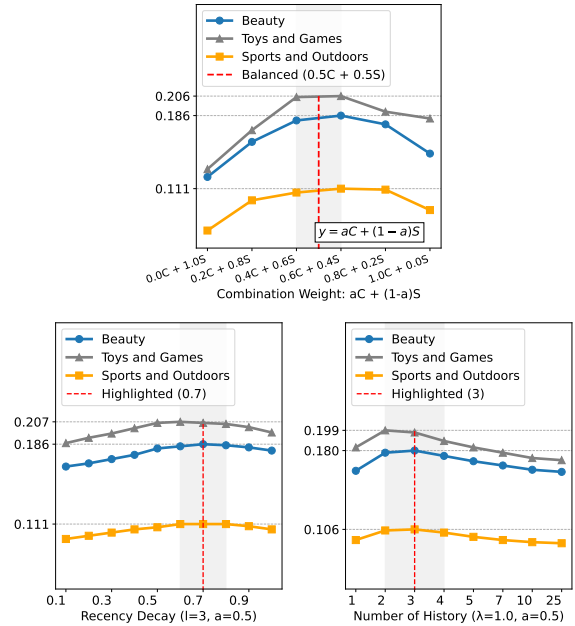 Beauty
Toys and Games
Sports and Outdoors
Balanced (0.5C + 0.5S)
0.206
0.186
0.111
y = aC + (1 − a)S
0.0C + 1.0S
0.2C + 0.8S
0.4C + 0.6S
0.6C + 0.4S
0.8C + 0.2S
1.0C + 0.0S
Combination Weight: aC + (1-a)S
Beauty
Toys and Games
Sports and Outdoors
Highlighted (0.7)
0.207
0.186
0.111
0.1 0.3 0.5 0.7 0.9
Recency Decay (l=3, a=0.5)
Beauty
Toys and Games
Sports and Outdoors
Highlighted (3)
0.199
0.180
0.106
1 2 3 4 5 7 10 25
Number of History (λ=1.0, a=0.5)